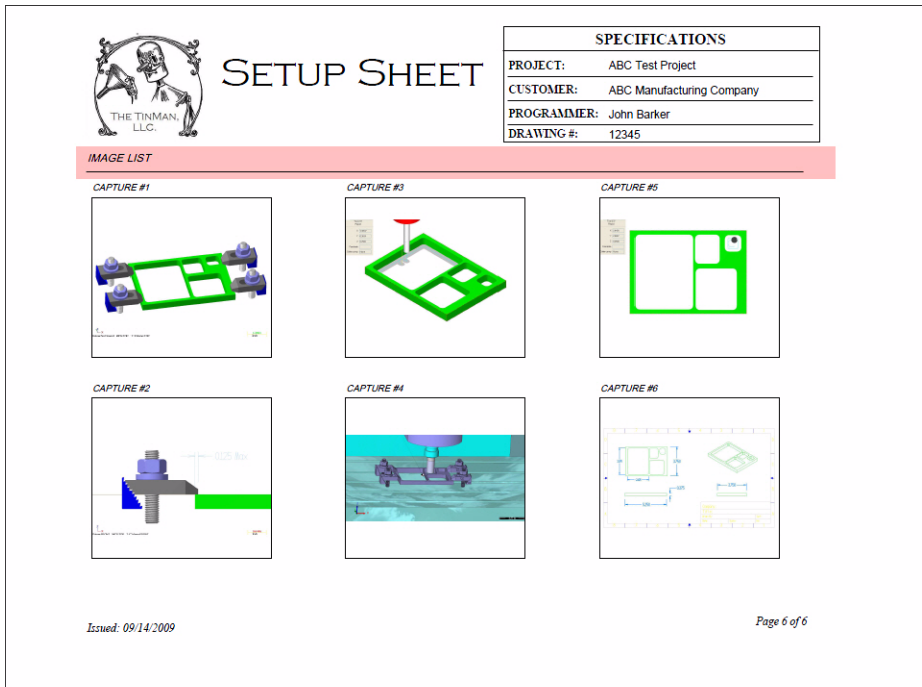 THE TINMAN,
LLC.
SETUP SHEET
SPECIFICATIONS
PROJECT: ABC Test Project
CUSTOMER: ABC Manufacturing Company
PROGRAMMER: John Barker
DRAWING #: 12345
IMAGE LIST
CAPTURE #1
CAPTURE #3
CAPTURE #5
CAPTURE #2
CAPTURE #4
CAPTURE #6
Issued: 09/14/2009
Page 6 of 6